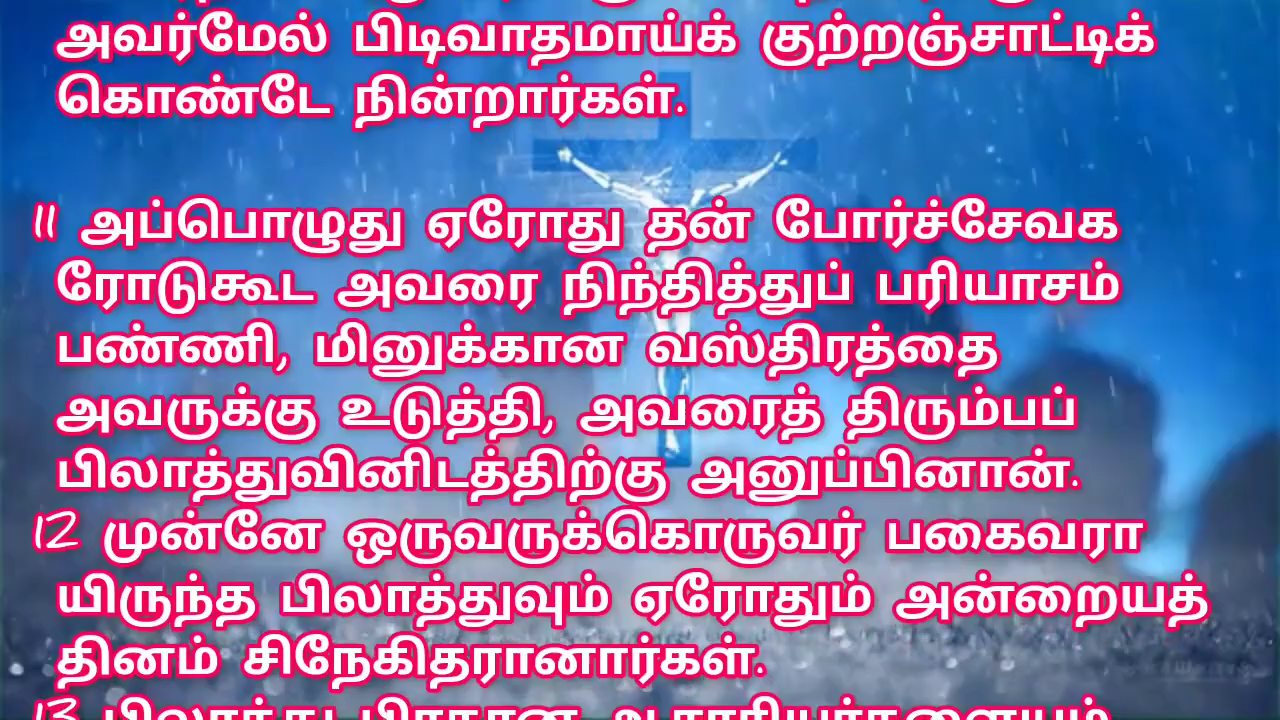 அவர்மேல் பிடிவாதமாய்க் குற்றஞ்சாட்டிக்
கொண்டே நின்றார்கள்.
11 அப்பொழுது ஏரோது தன் போர்ச்சேவக
ரோடுகூட அவரை நிந்தித்துப் பரியாசம்
பண்ணி, மினுக்கான வஸ்திரத்தை
அவருக்கு உடுத்தி, அவரைத் திரும்பப்
பிலாத்துவினிடத்திற்கு அனுப்பினான்.
12 முன்னே ஒருவருக்கொருவர் பகைவரா
யிருந்த பிலாத்துவும் ஏரோதும் அன்றையத்
தினம் சிநேகிதரானார்கள்.
13